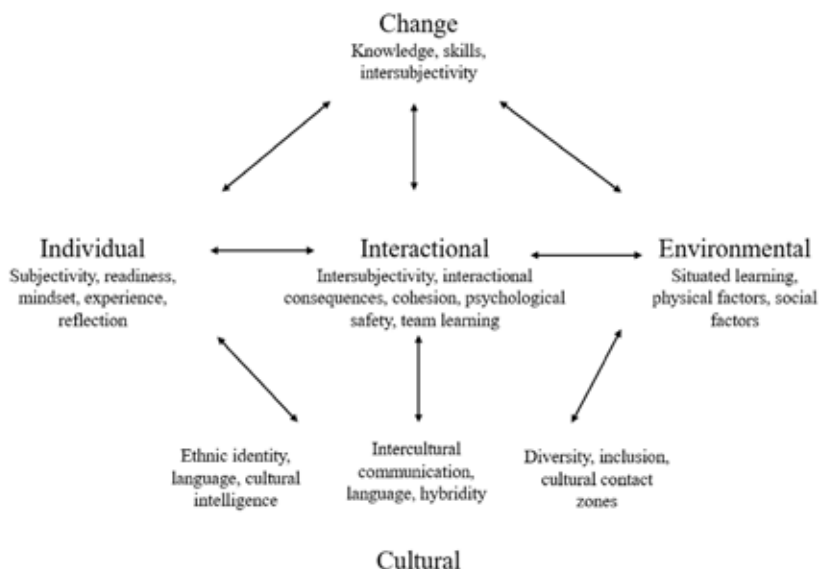 Change
Knowledge, skills,
intersubjectivity
Individual
Subjectivity, readiness,
mindset, experience,
reflection
Interactional
Intersubjectivity, interactional
consequences, cohesion, psychological
safety, team learning
Environmental
Situated learning,
physical factors, social
factors
Ethnic identity,
language, cultural
intelligence
Intercultural
communication,
language, hybridity
Diversity, inclusion,
cultural contact
zones
Cultural